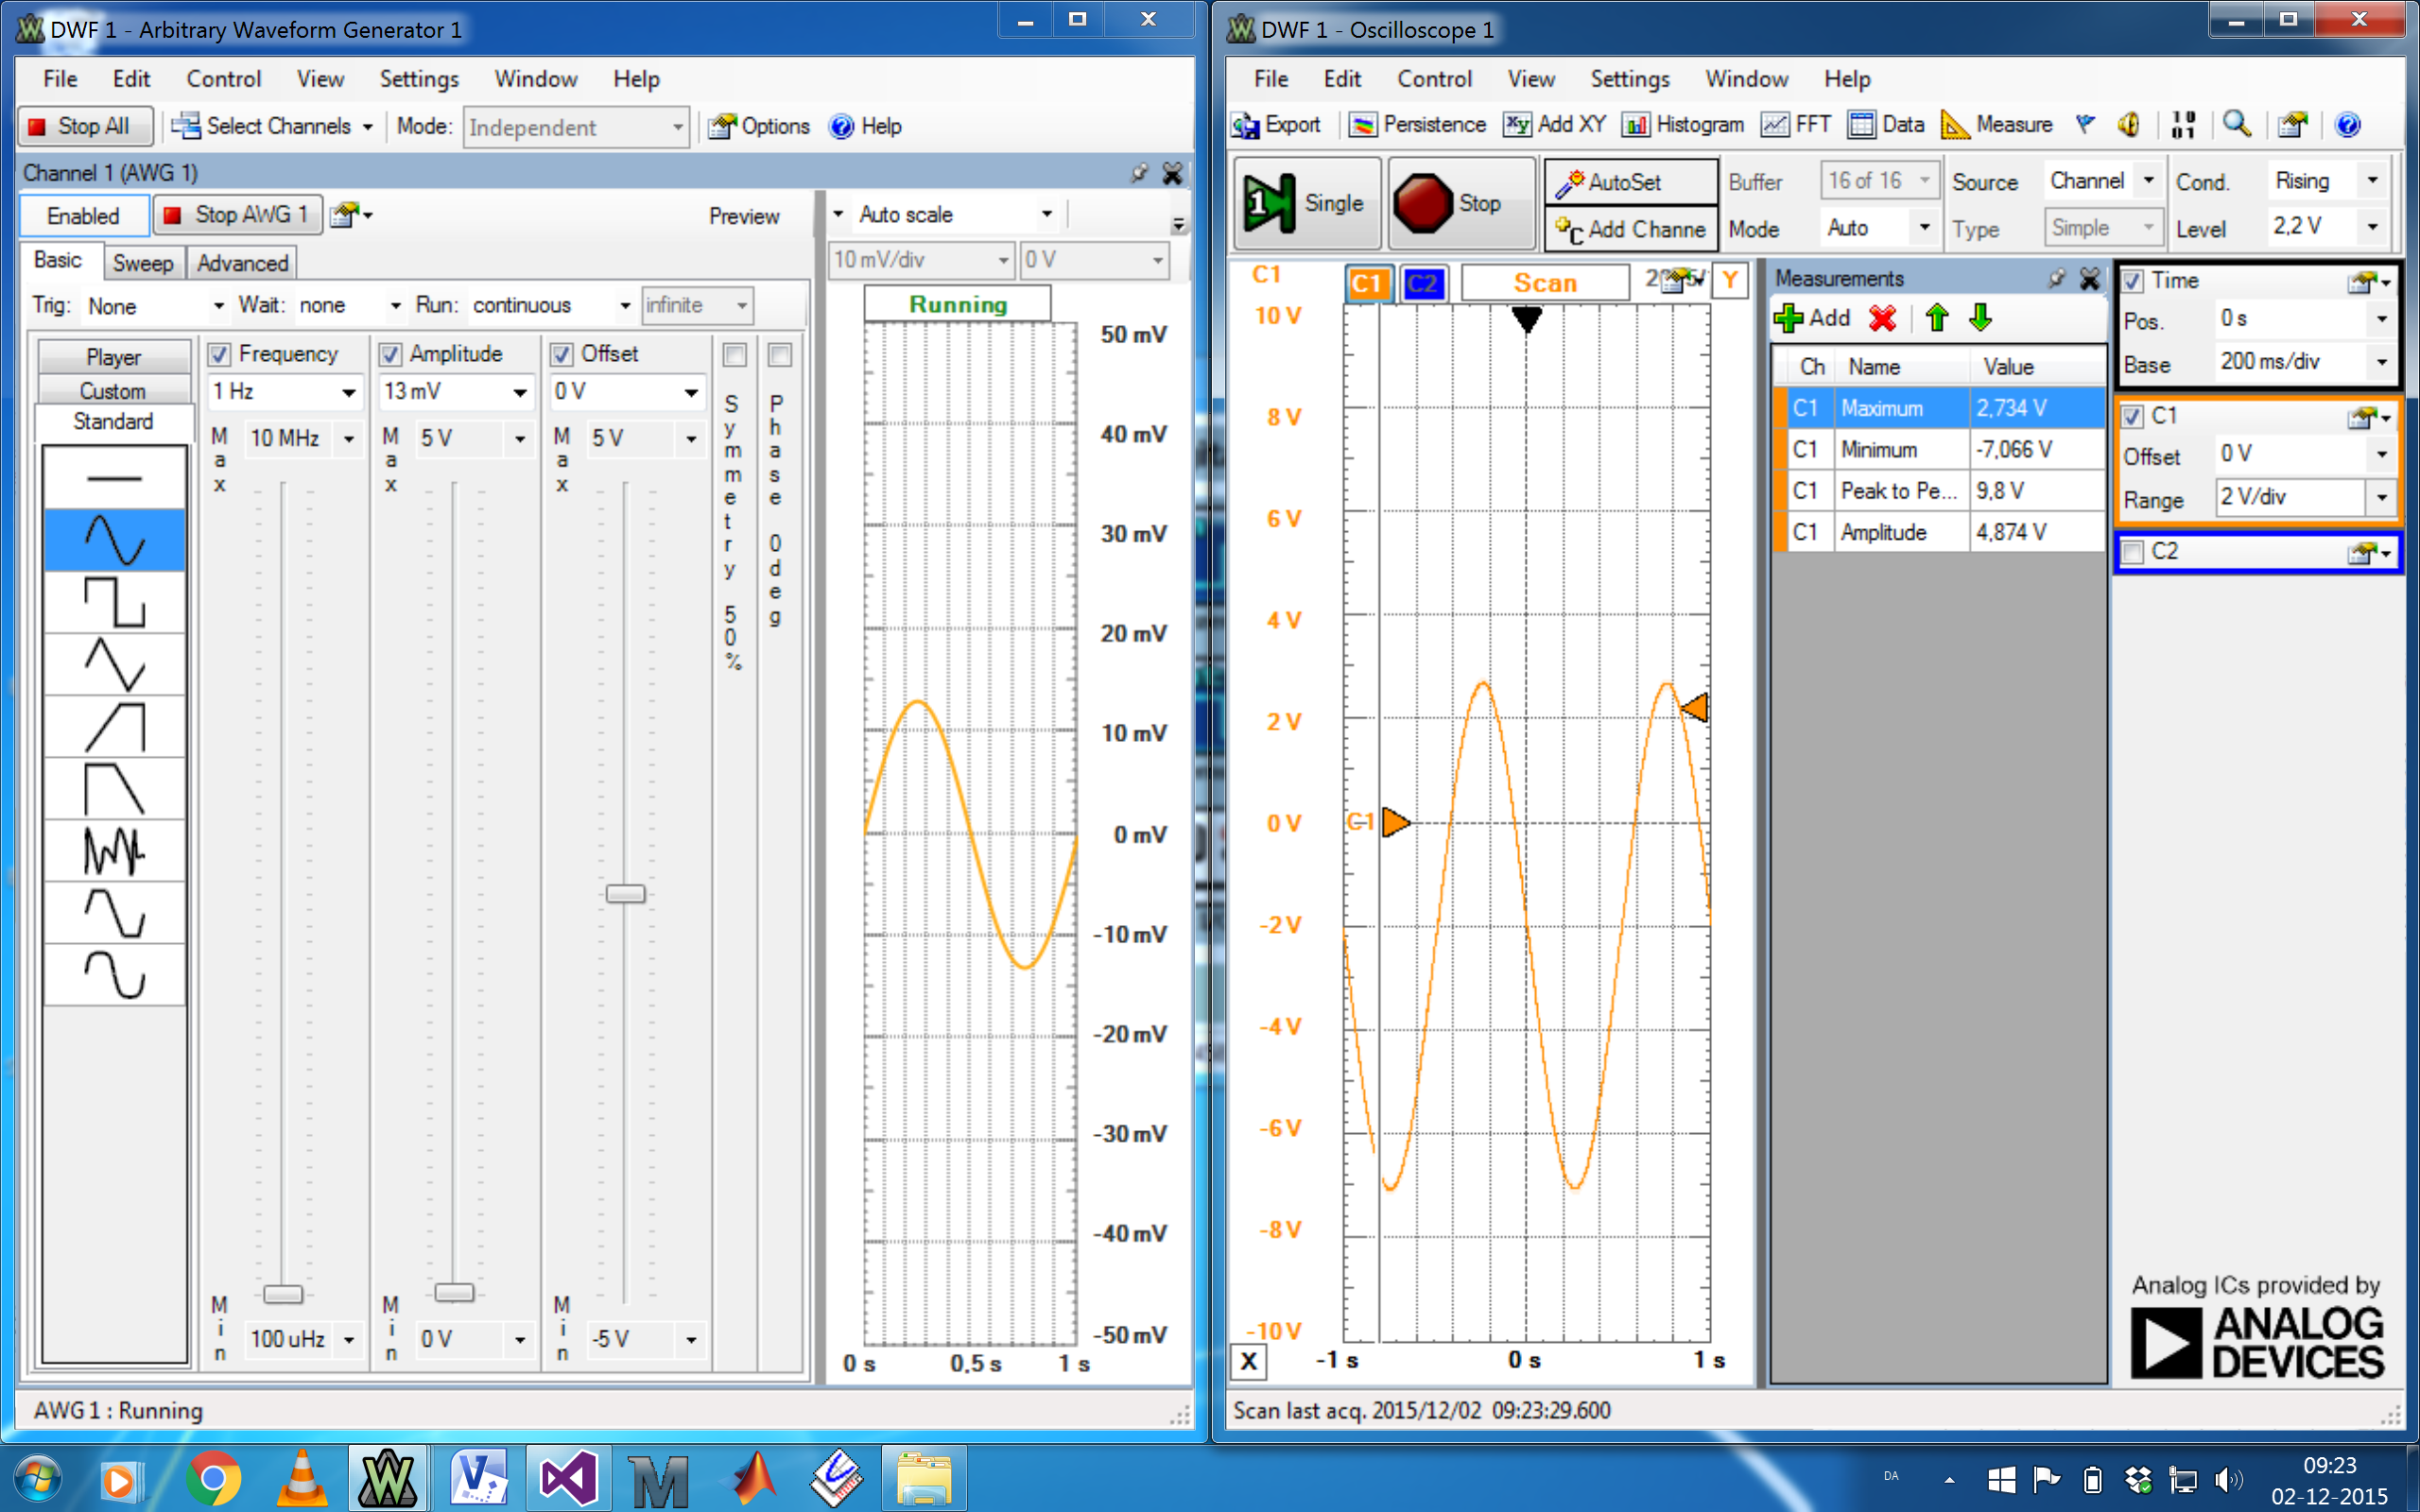 DWF 1 - Arbitrary Waveform Generator 1
File Edit Control View Settings Window Help
Stop All Select Channels Mode: Independent Options Help
Channel 1 (AWG 1)
Enabled Stop AWG 1 Preview
Basic Sweep Advanced
Trig: None Wait: none Run: continuous infinite
Player
Custom
Standard
Frequency
1 Hz
Max 10 MHz
Min 100 uHz
Amplitude
13 mV
Max 5 V
Min 0 V
Offset
0 V
Max 5 V
Min -5 V
Symmetry 50%
Phase 0deg
Auto scale
10 mV/div 0 V
Running
50 mV
40 mV
30 mV
20 mV
10 mV
0 mV
-10 mV
-20 mV
-30 mV
-40 mV
-50 mV
0 s 0,5 s 1 s
AWG 1 : Running
DWF 1 - Oscilloscope 1
File Edit Control View Settings Window Help
Export Persistence Xy Add XY Histogram FFT Data Measure
1 Single Stop
AutoSet
Add Channe
Buffer 16 of 16 Source Channel Cond. Rising
Mode Auto Type Simple Level 2,2 V
C1 C1 C2 Scan Y
10 V
8 V
6 V
4 V
2 V
0 V
-2 V
-4 V
-6 V
-8 V
-10 V
C1
X -1 s 0 s 1 s
Measurements
Add
Ch Name Value
C1 Maximum 2,734 V
C1 Minimum -7,066 V
C1 Peak to Pe... 9,8 V
C1 Amplitude 4,874 V
Time
Pos. 0 s
Base 200 ms/div
C1
Offset 0 V
Range 2 V/div
C2
Analog ICs provided by
ANALOG
DEVICES
Scan last acq. 2015/12/02 09:23:29.600
DA
09:23
02-12-2015